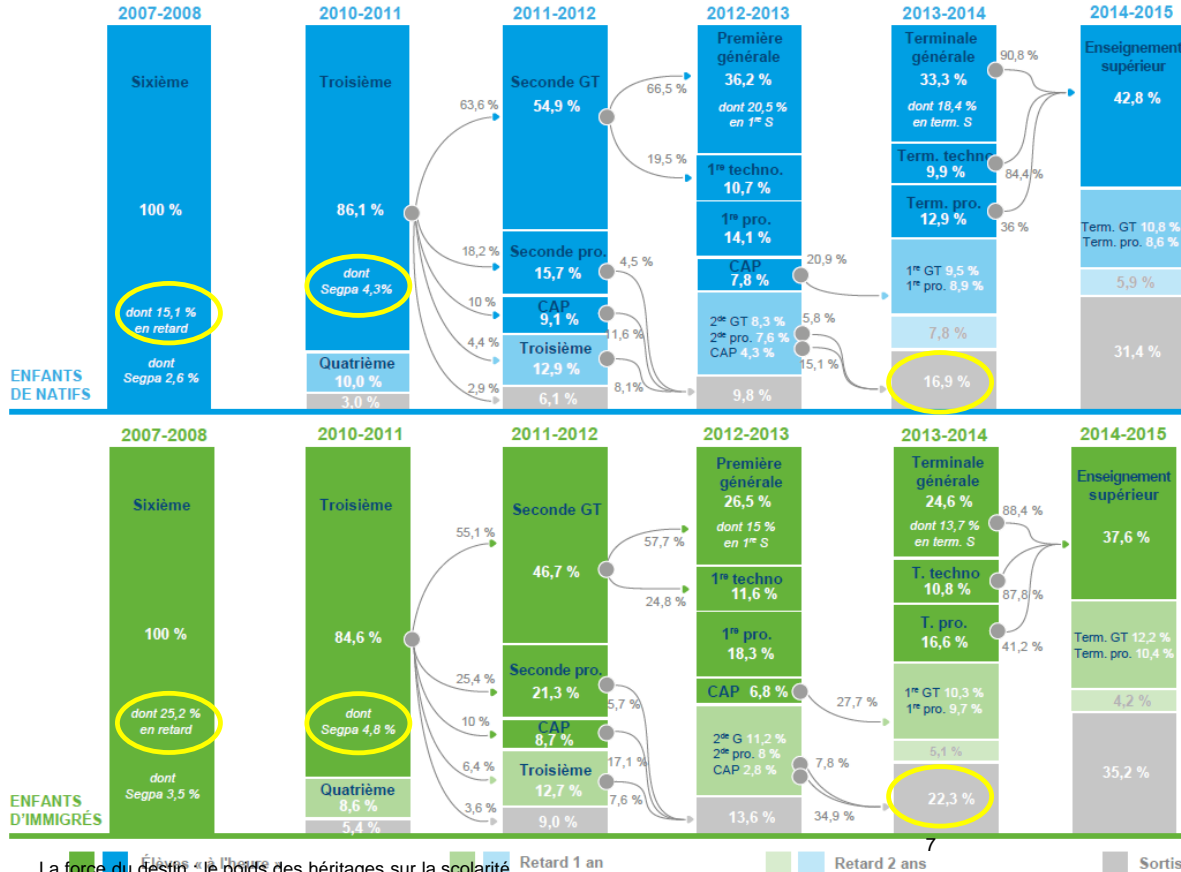 2007-2008
2010-2011
2011-2012
2012-2013
2013-2014
2014-2015
Sixième
100 %
dont 15,1 %
en retard
dont
Segpa 2,6 %
ENFANTS
DE NATIFS
Troisième
86,1 %
dont
Segpa 4,3%
Quatrième
10,0 %
3,0 %
63,6 %
18,2 %
10 %
4,4 %
2,9 %
Seconde GT
54,9 %
Seconde pro.
15,7 %
CAP
9,1 %
Troisième
12,9 %
6,1 %
66,5 %
19,5 %
4,5 %
11,6 %
8,1%
Première
générale
36,2 %
dont 20,5 %
en 1re S
1re techno.
10,7 %
1re pro.
14,1 %
CAP
7,8 %
2de GT 8,3 %
2de pro. 7,6 %
CAP 4,3 %
9,8 %
20,9 %
5,8 %
15,1 %
Terminale
générale
33,3 %
dont 18,4 %
en term. S
Term. techno
9,9 %
Term. pro.
12,9 %
1re GT 9,5 %
1re pro. 8,9 %
7,8 %
16,9 %
90,8 %
84,4 %
36 %
Enseignement
supérieur
42,8 %
Term. GT 10,8 %
Term. pro. 8,6 %
5,9 %
31,4 %
2007-2008
2010-2011
2011-2012
2012-2013
2013-2014
2014-2015
Sixième
100 %
dont 25,2 %
en retard
dont
Segpa 3,5 %
ENFANTS
D'IMMIGRÉS
Troisième
84,6 %
dont
Segpa 4,8 %
Quatrième
8,6 %
5,4 %
55,1 %
25,4 %
10 %
6,4 %
3,6 %
Seconde GT
46,7 %
Seconde pro.
21,3 %
CAP
8,7 %
Troisième
12,7 %
9,0 %
57,7 %
24,8 %
5,7 %
17,1 %
7,6 %
Première
générale
26,5 %
dont 15 %
en 1re S
1re techno
11,6 %
1re pro.
18,3 %
CAP 6,8 %
2de G 11,2 %
2de pro. 8 %
CAP 2,8 %
13,6 %
27,7 %
7,8 %
34,9 %
Terminale
générale
24,6 %
dont 13,7 %
en term. S
T. techno
10,8 %
T. pro.
16,6 %
1re GT 10,3 %
1re pro. 9,7 %
5,1 %
22,3 %
88,4 %
87,8 %
41,2 %
Enseignement
supérieur
37,6 %
Term. GT 12,2 %
Term. pro. 10,4 %
4,2 %
35,2 %
7
Élèves « à l'heure »
Retard 1 an
Retard 2 ans
Sortis
La force du destin : le poids des héritages sur la scolarité